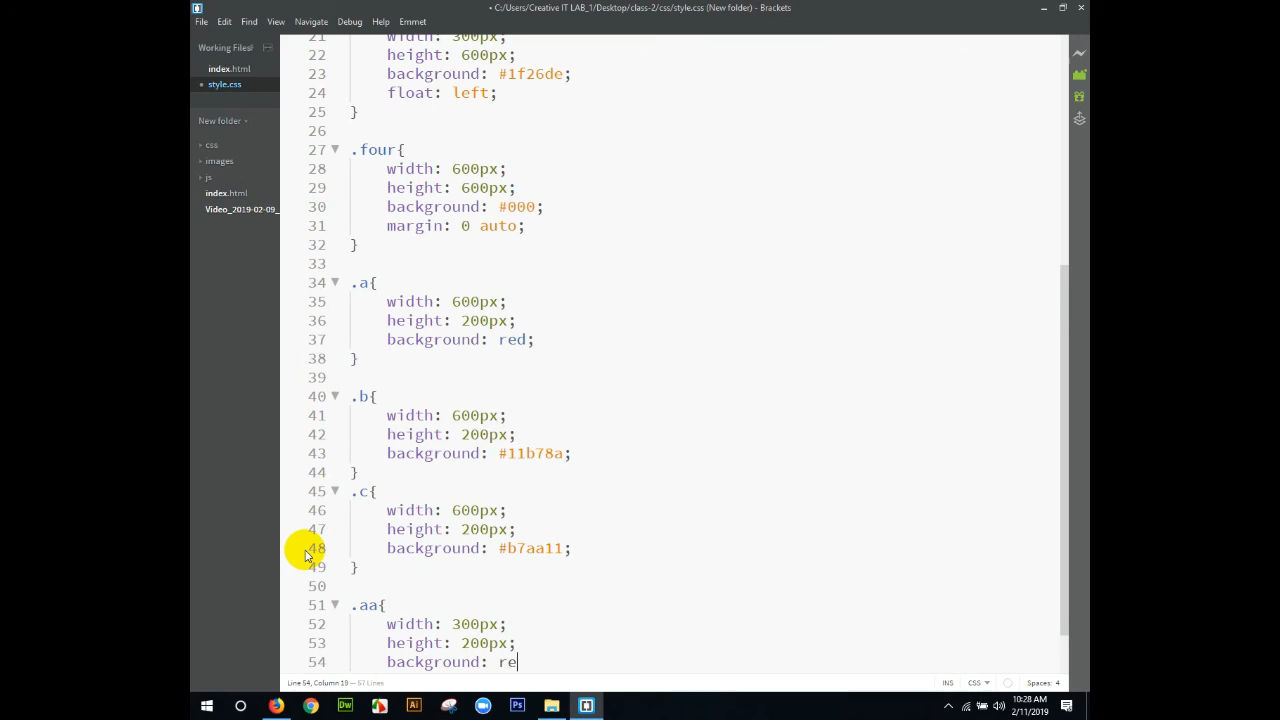 • C:/Users/Creative IT LAB_1/Desktop/class-2/css/style.css (New folder) - Brackets
File Edit Find View Navigate Debug Help Emmet
Working Files
index.html
• style.css
New folder
css
images
js
index.html
Video_2019-02-09_
21 width: 300px;
22 height: 600px;
23 background: #1f26de;
24 float: left;
25 }
26
27 .four{
28 width: 600px;
29 height: 600px;
30 background: #000;
31 margin: 0 auto;
32 }
33
34 .a{
35 width: 600px;
36 height: 200px;
37 background: red;
38 }
39
40 .b{
41 width: 600px;
42 height: 200px;
43 background: #11b78a;
44 }
45 .c{
46 width: 600px;
47 height: 200px;
48 background: #b7aa11;
49 }
50
51 .aa{
52 width: 300px;
53 height: 200px;
54 background: re
Line 54, Column 19 — 57 Lines
INS CSS Spaces: 4
Dw Ai Ps
10:28 AM
2/11/2019